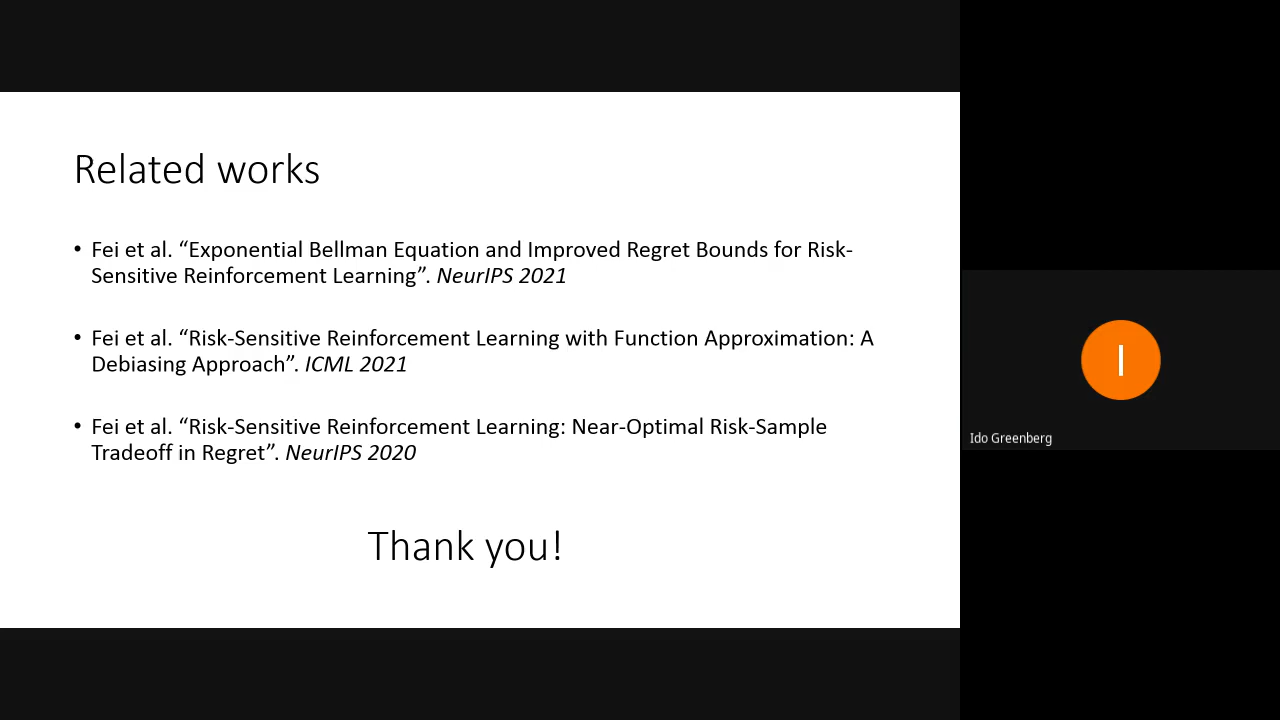 Related works
• Fei et al. “Exponential Bellman Equation and Improved Regret Bounds for Risk-
Sensitive Reinforcement Learning”. NeurIPS 2021
• Fei et al. “Risk-Sensitive Reinforcement Learning with Function Approximation: A
Debiasing Approach”. ICML 2021
• Fei et al. “Risk-Sensitive Reinforcement Learning: Near-Optimal Risk-Sample
Tradeoff in Regret”. NeurIPS 2020
Thank you!
I
Ido Greenberg